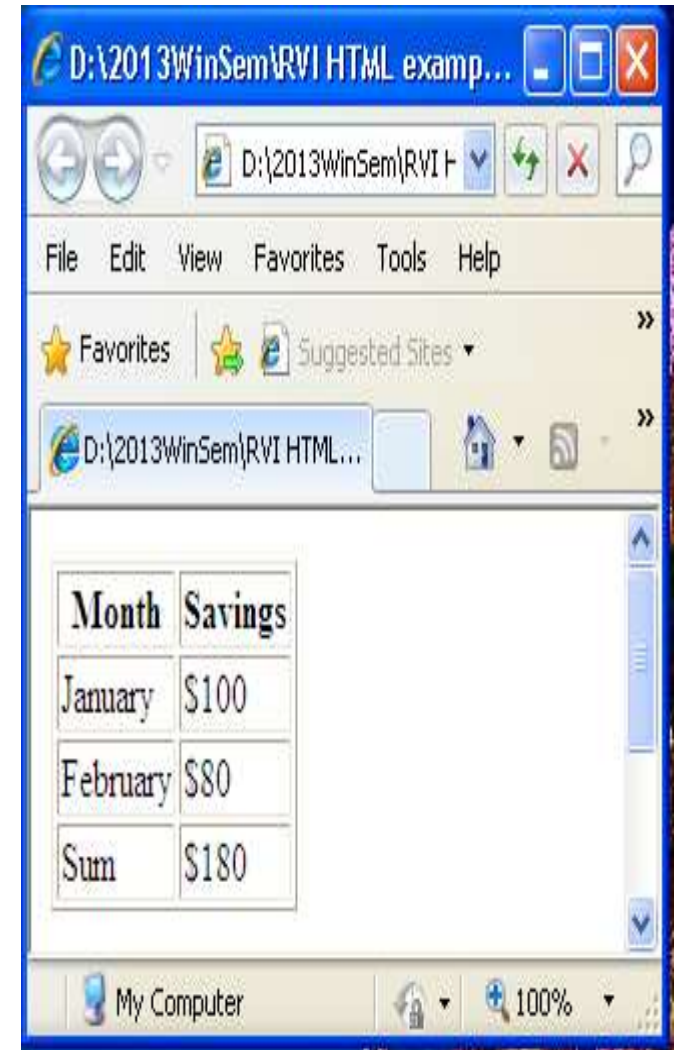 D:\2013WinSem\RVI HTML examp...
D:\2013WinSem\RVI H
File Edit View Favorites Tools Help
Favorites Suggested Sites »
D:\2013WinSem\RVI HTML... »
Month Savings
January $100
February $80
Sum $180
My Computer 100%